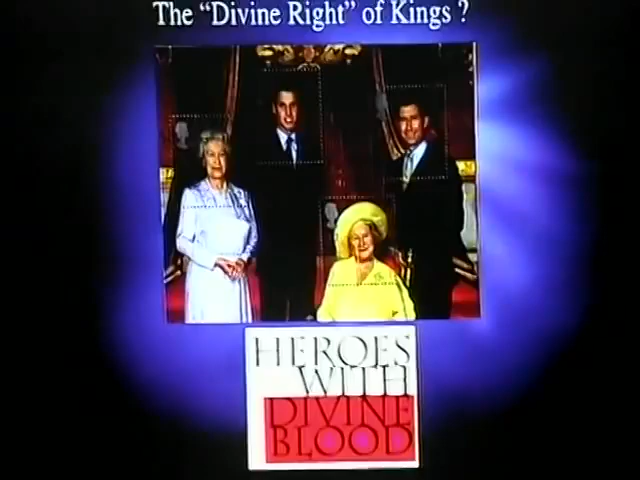 The “Divine Right” of Kings ?
HEROES
WITH
DIVINE
BLOOD